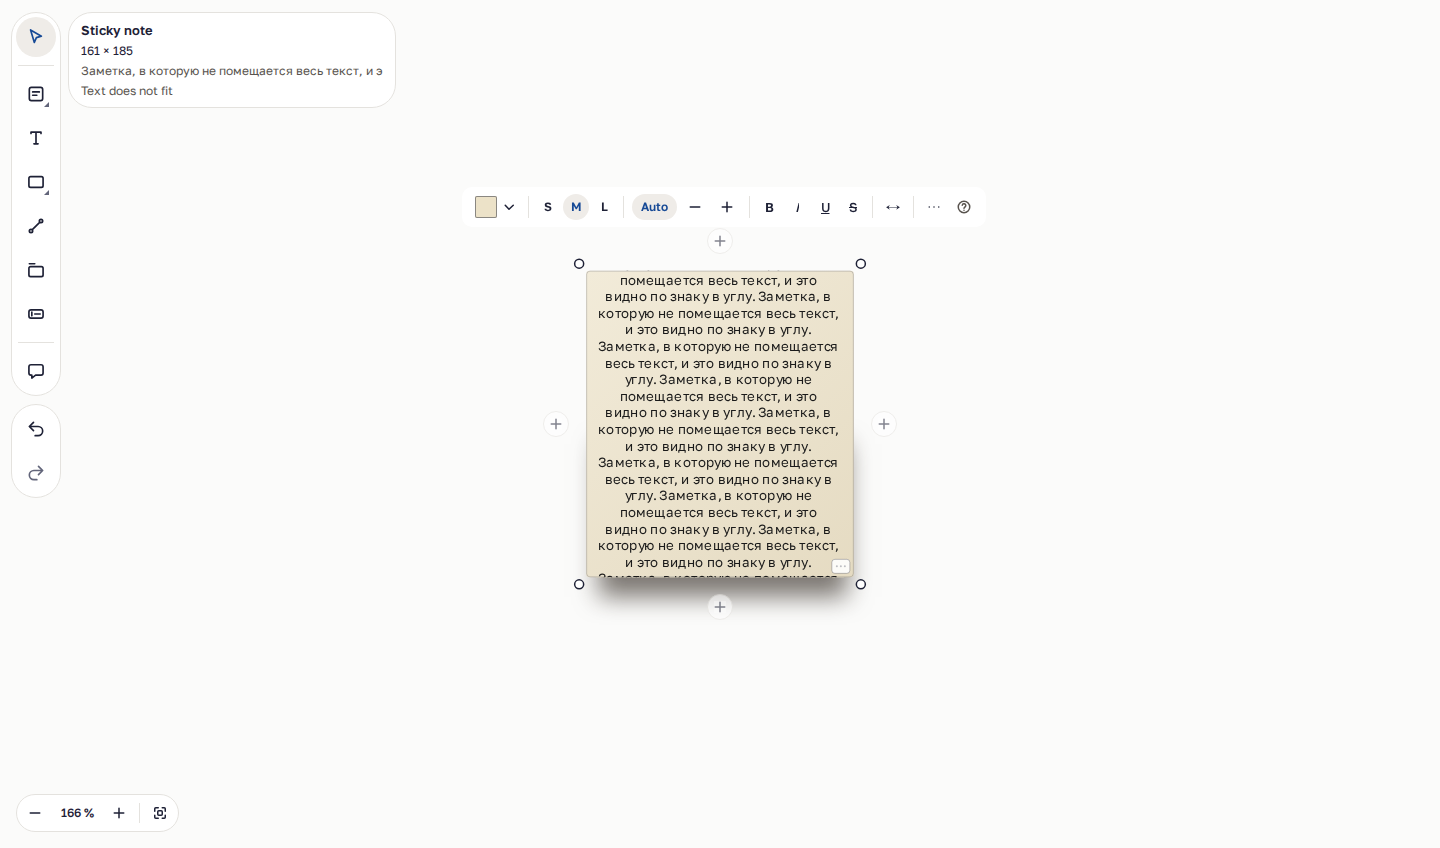 Sticky note
161 × 185
Заметка, в которую не помещается весь текст, и э
Text does not fit
S M L Auto B I U S
помещается весь текст, и это
видно по знаку в углу. Заметка, в
которую не помещается весь текст,
и это видно по знаку в углу.
Заметка, в которую не помещается
весь текст, и это видно по знаку в
углу. Заметка, в которую не
помещается весь текст, и это
видно по знаку в углу. Заметка, в
которую не помещается весь текст,
и это видно по знаку в углу.
Заметка, в которую не помещается
весь текст, и это видно по знаку в
углу. Заметка, в которую не
помещается весь текст, и это
видно по знаку в углу. Заметка, в
которую не помещается весь текст,
и это видно по знаку в углу.
Заметка, в которую не помещается
166 %